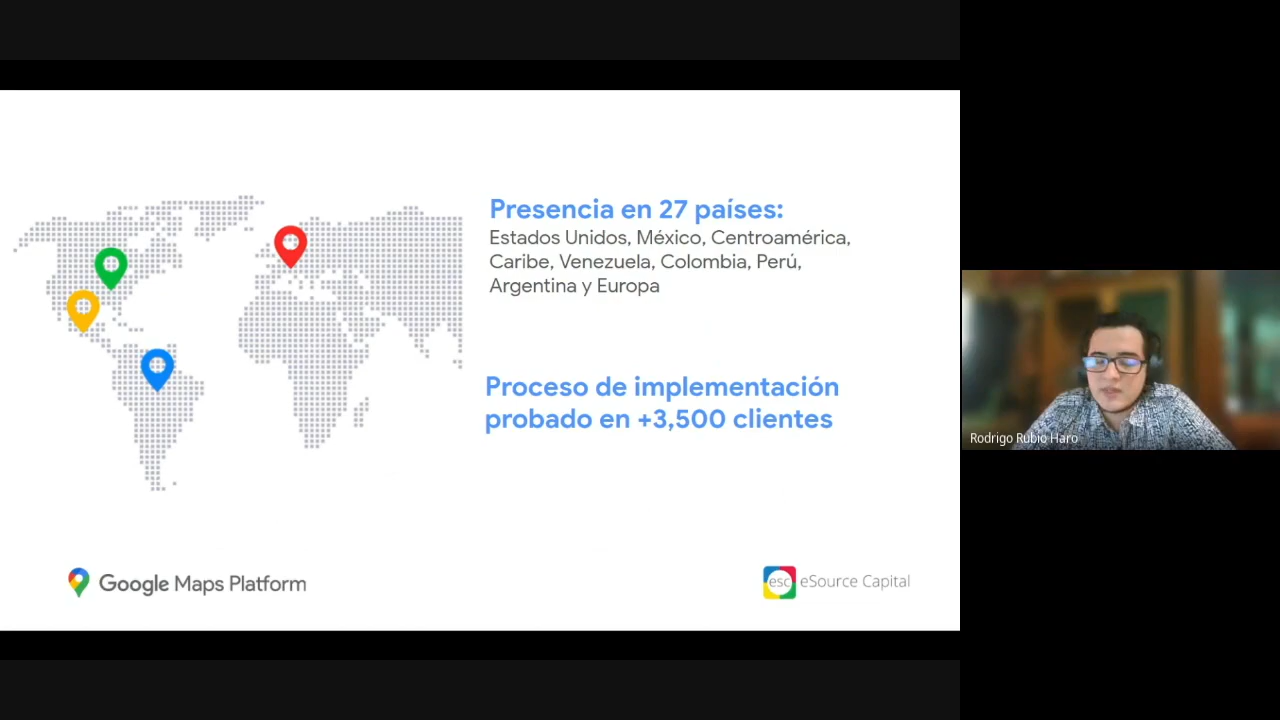 Presencia en 27 países:
Estados Unidos, México, Centroamérica,
Caribe, Venezuela, Colombia, Perú,
Argentina y Europa
Proceso de implementación
probado en +3,500 clientes
Google Maps Platform
esc eSource Capital
Rodrigo Rubio Haro